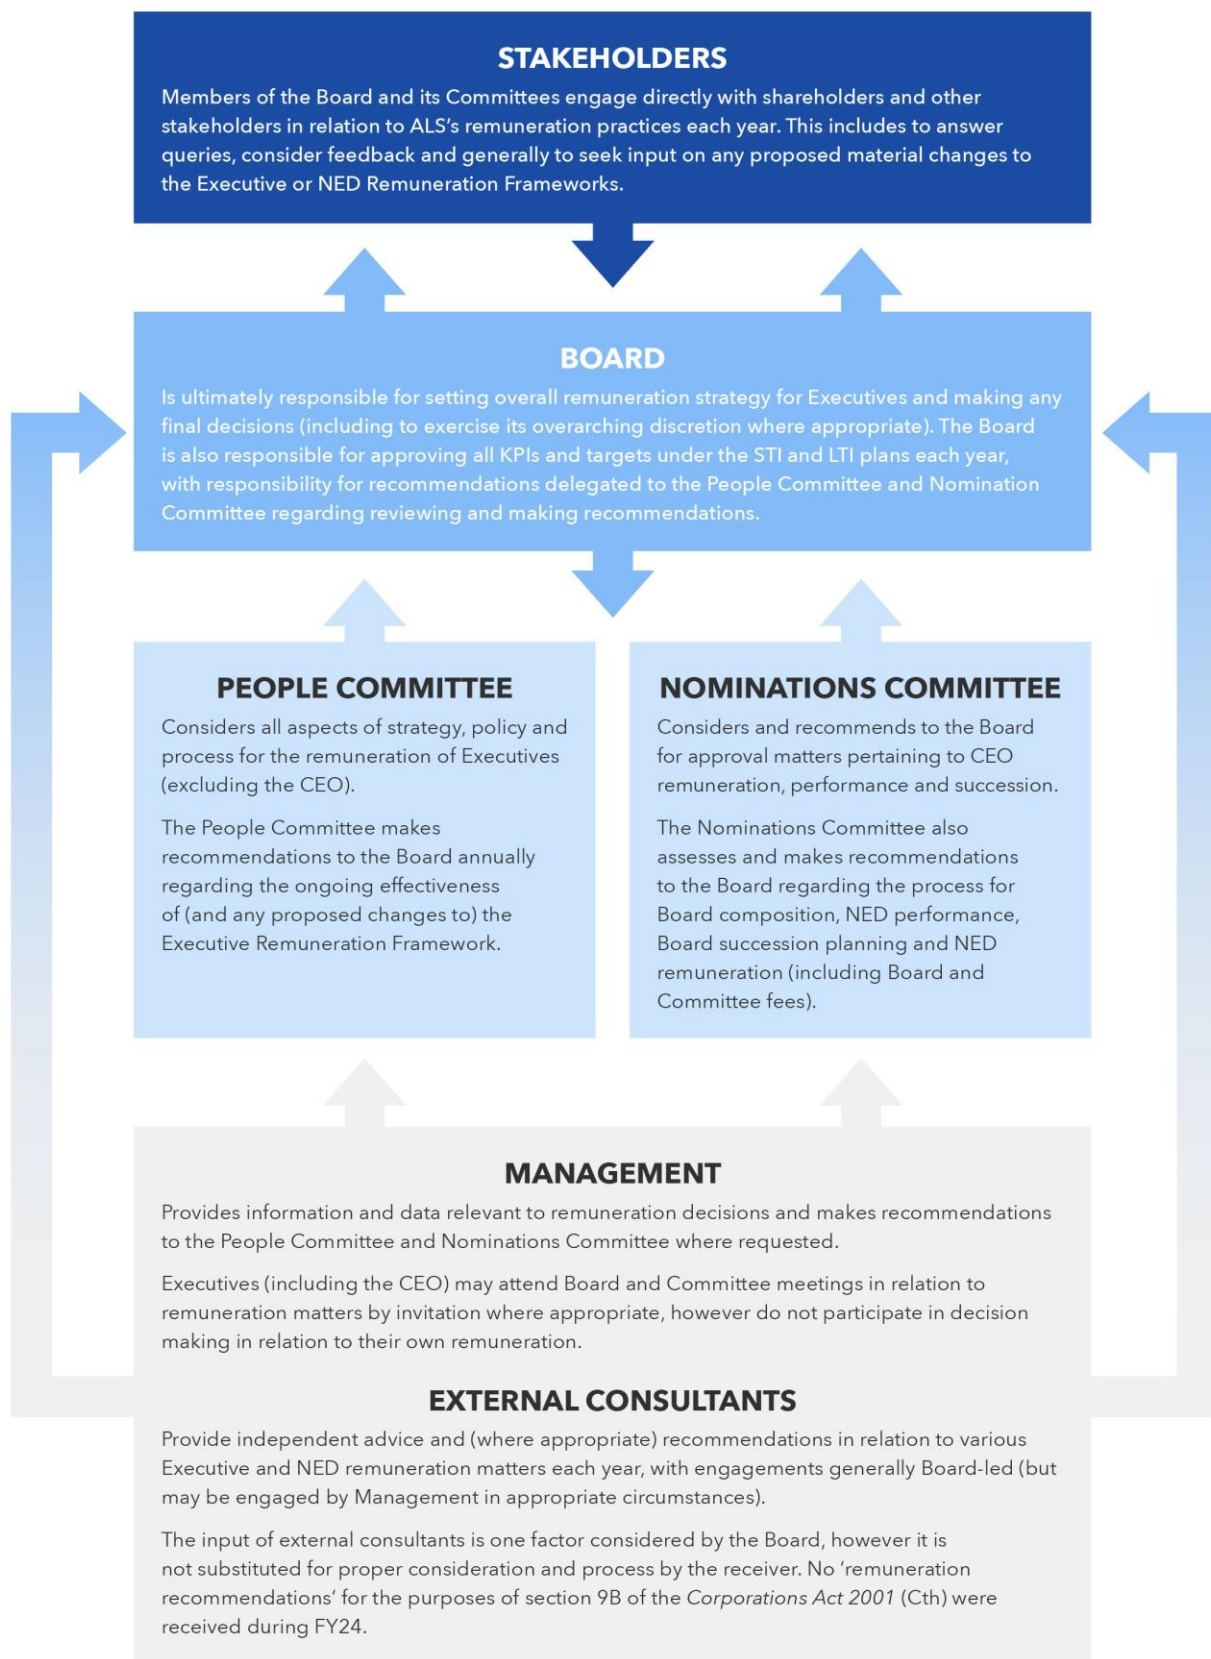 STAKEHOLDERS
Members of the Board and its Committees engage directly with shareholders and other
stakeholders in relation to ALS’s remuneration practices each year. This includes to answer
queries, consider feedback and generally to seek input on any proposed material changes to
the Executive or NED Remuneration Frameworks.
BOARD
Is ultimately responsible for setting overall remuneration strategy for Executives and making any
final decisions (including to exercise its overarching discretion where appropriate). The Board
is also responsible for approving all KPIs and targets under the STI and LTI plans each year,
with responsibility for recommendations delegated to the People Committee and Nomination
Committee regarding reviewing and making recommendations.
PEOPLE COMMITTEE
Considers all aspects of strategy, policy and
process for the remuneration of Executives
(excluding the CEO).
The People Committee makes
recommendations to the Board annually
regarding the ongoing effectiveness
of (and any proposed changes to) the
Executive Remuneration Framework.
NOMINATIONS COMMITTEE
Considers and recommends to the Board
for approval matters pertaining to CEO
remuneration, performance and succession.
The Nominations Committee also
assesses and makes recommendations
to the Board regarding the process for
Board composition, NED performance,
Board succession planning and NED
remuneration (including Board and
Committee fees).
MANAGEMENT
Provides information and data relevant to remuneration decisions and makes recommendations
to the People Committee and Nominations Committee where requested.
Executives (including the CEO) may attend Board and Committee meetings in relation to
remuneration matters by invitation where appropriate, however do not participate in decision
making in relation to their own remuneration.
EXTERNAL CONSULTANTS
Provide independent advice and (where appropriate) recommendations in relation to various
Executive and NED remuneration matters each year, with engagements generally Board-led (but
may be engaged by Management in appropriate circumstances).
The input of external consultants is one factor considered by the Board, however it is
not substituted for proper consideration and process by the receiver. No ‘remuneration
recommendations’ for the purposes of section 9B of the Corporations Act 2001 (Cth) were
received during FY24.